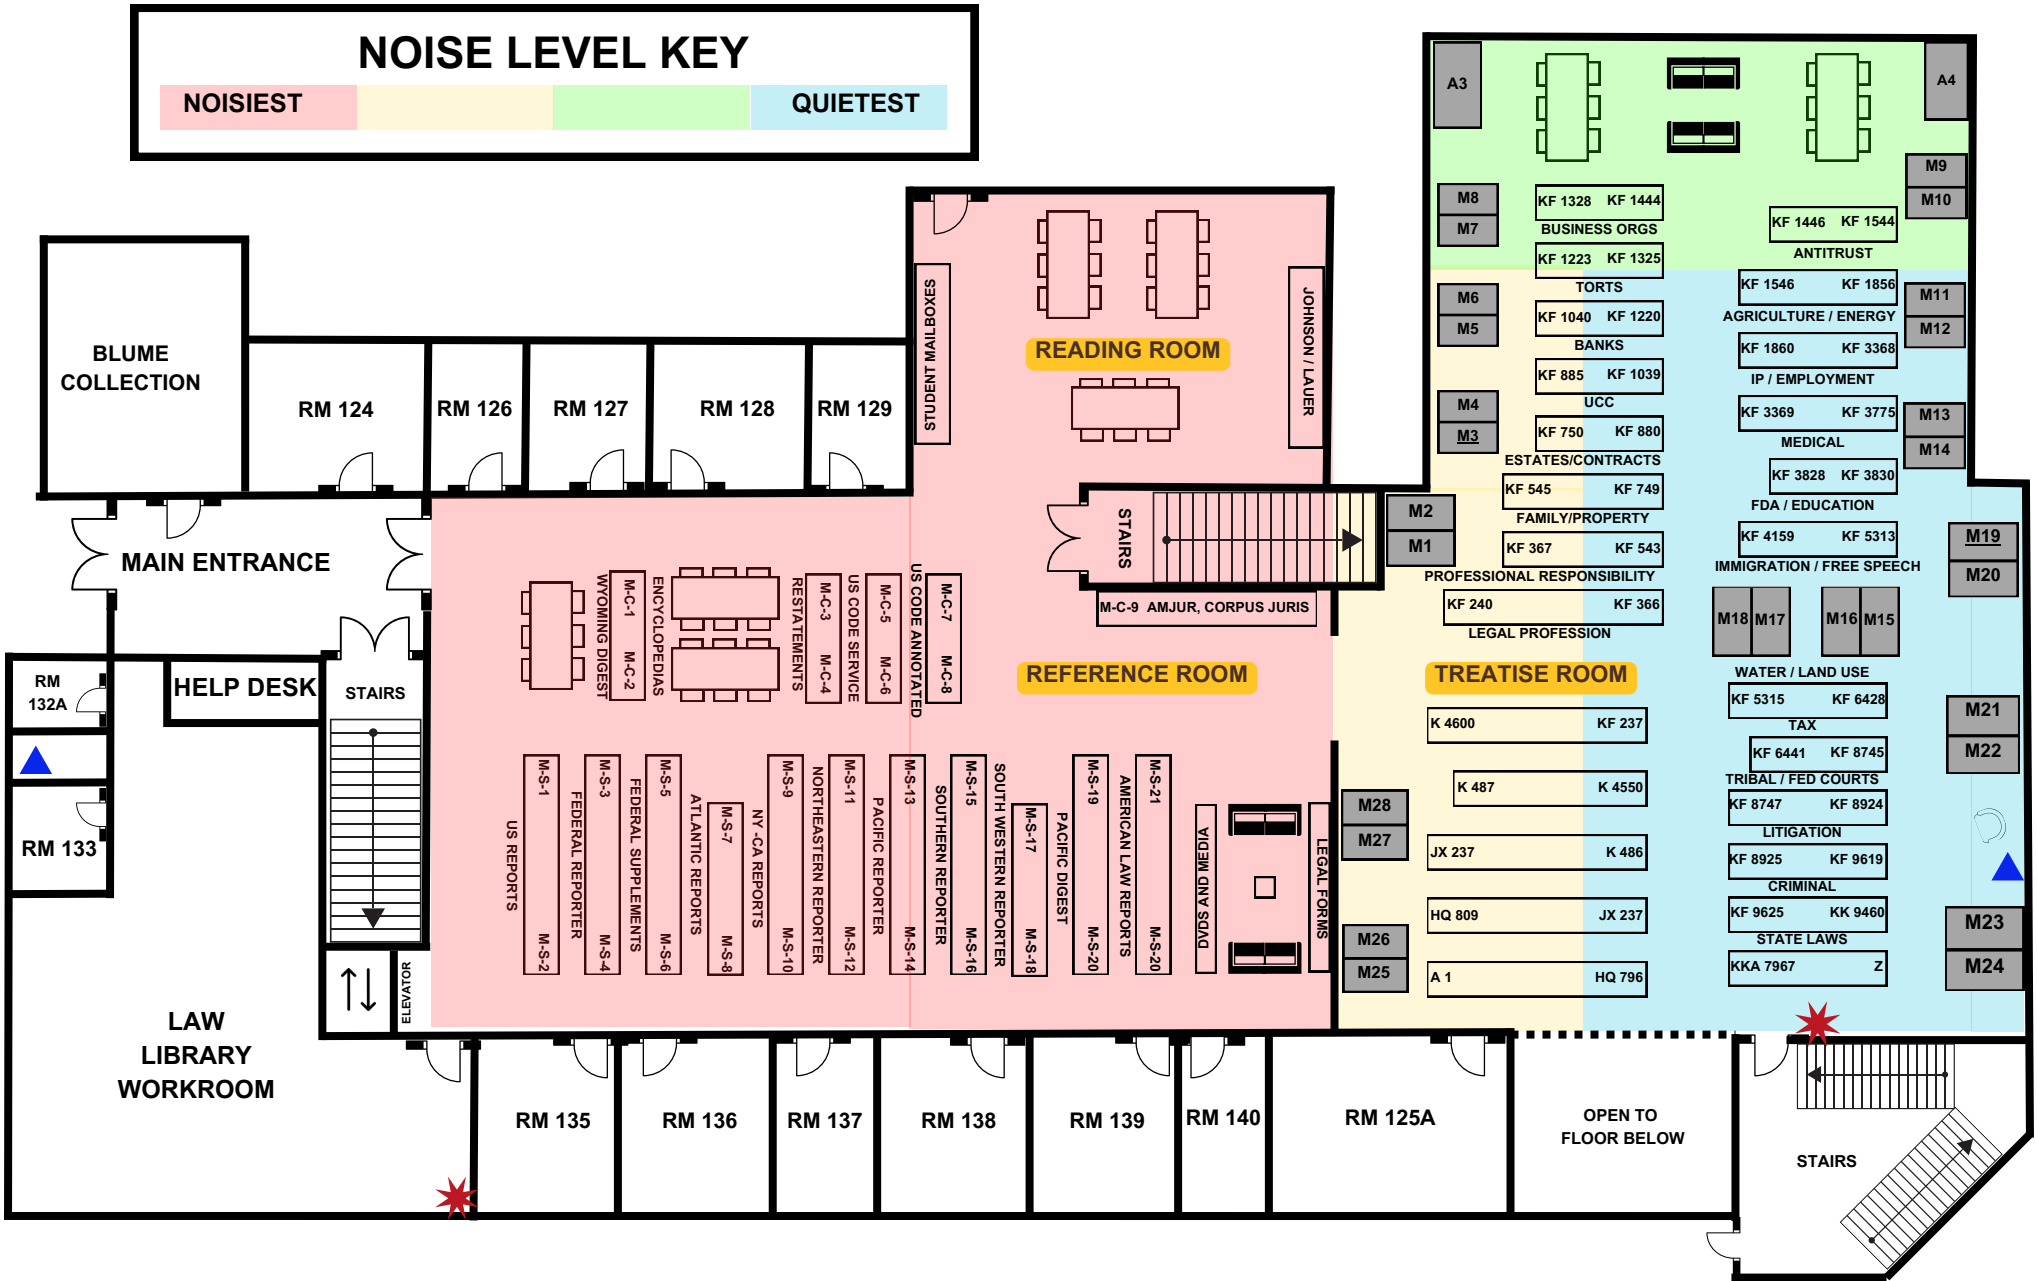 NOISE LEVEL KEY
NOISIEST
QUIETEST
A3
A4
M9
M10
M8
M7
KF 1328 KF 1444
BUSINESS ORGS
KF 1446 KF 1544
ANTITRUST
KF 1223 KF 1325
TORTS
KF 1546 KF 1856
AGRICULTURE / ENERGY
M6
M5
M11
M12
KF 1040 KF 1220
BANKS
KF 1860 KF 3368
IP / EMPLOYMENT
KF 885 KF 1039
UCC
M4
M3
KF 3369 KF 3775
MEDICAL
M13
M14
KF 750 KF 880
ESTATES/CONTRACTS
KF 3828 KF 3830
FDA / EDUCATION
KF 545 KF 749
FAMILY/PROPERTY
M2
M1
KF 367 KF 543
PROFESSIONAL RESPONSIBILITY
KF 4159 KF 5313
IMMIGRATION / FREE SPEECH
M19
M20
KF 240 KF 366
LEGAL PROFESSION
M18 M17
M16 M15
TREATISE ROOM
WATER / LAND USE
KF 5315 KF 6428
TAX
M21
M22
K 4600 KF 237
KF 6441 KF 8745
TRIBAL / FED COURTS
K 487 K 4550
KF 8747 KF 8924
LITIGATION
M28
M27
JX 237 K 486
KF 8925 KF 9619
CRIMINAL
HQ 809 JX 237
KF 9625 KK 9460
STATE LAWS
M26
M25
M23
M24
A 1 HQ 796
KKA 7967 Z
BLUME
COLLECTION
RM 124
RM 126
RM 127
RM 128
RM 129
STUDENT MAILBOXES
READING ROOM
JOHNSON / LAUER
MAIN ENTRANCE
STAIRS
M-C-9 AMJUR, CORPUS JURIS
REFERENCE ROOM
WYOMING DIGEST
M-C-1 M-C-2
ENCYCLOPEDIAS
RESTATEMENTS
M-C-3 M-C-4
US CODE SERVICE
M-C-5 M-C-6
US CODE ANNOTATED
M-C-7 M-C-8
RM
132A
HELP DESK
STAIRS
RM 133
US REPORTS
M-S-1 M-S-2
FEDERAL REPORTER
M-S-3 M-S-4
FEDERAL SUPPLEMENTS
M-S-5 M-S-6
ATLANTIC REPORTS
M-S-7 M-S-8
NY -CA REPORTS
M-S-9 M-S-10
NORTHEASTERN REPORTER
M-S-11 M-S-12
PACIFIC REPORTER
M-S-13 M-S-14
SOUTHERN REPORTER
M-S-15 M-S-16
SOUTH WESTERN REPORTER
M-S-17 M-S-18
PACIFIC DIGEST
M-S-19 M-S-20
AMERICAN LAW REPORTS
M-S-21 M-S-20
DVDS AND MEDIA
LEGAL FORMS
ELEVATOR
LAW
LIBRARY
WORKROOM
RM 135
RM 136
RM 137
RM 138
RM 139
RM 140
RM 125A
OPEN TO
FLOOR BELOW
STAIRS